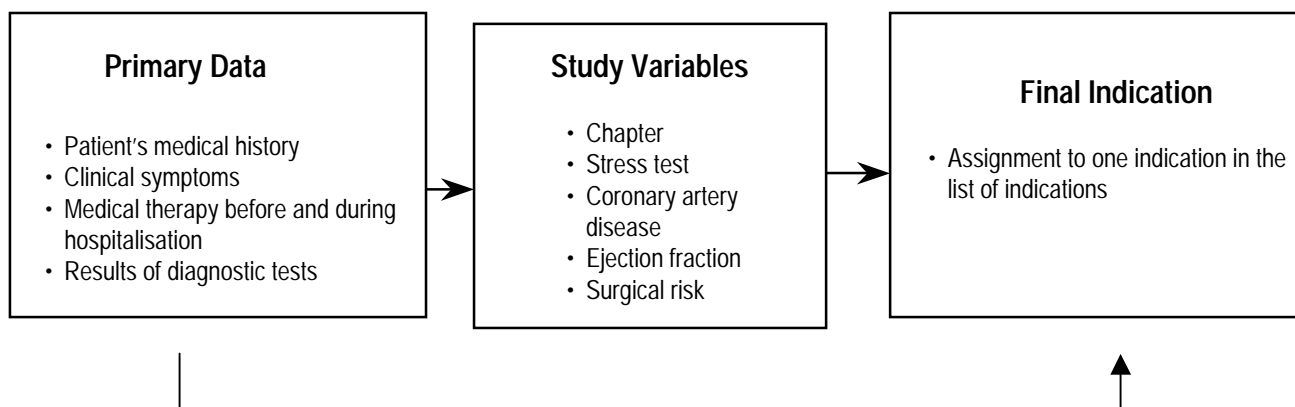 Primary Data
• Patient's medical history
• Clinical symptoms
• Medical therapy before and during
hospitalisation
• Results of diagnostic tests
Study Variables
• Chapter
• Stress test
• Coronary artery
disease
• Ejection fraction
• Surgical risk
Final Indication
• Assignment to one indication in the
list of indications